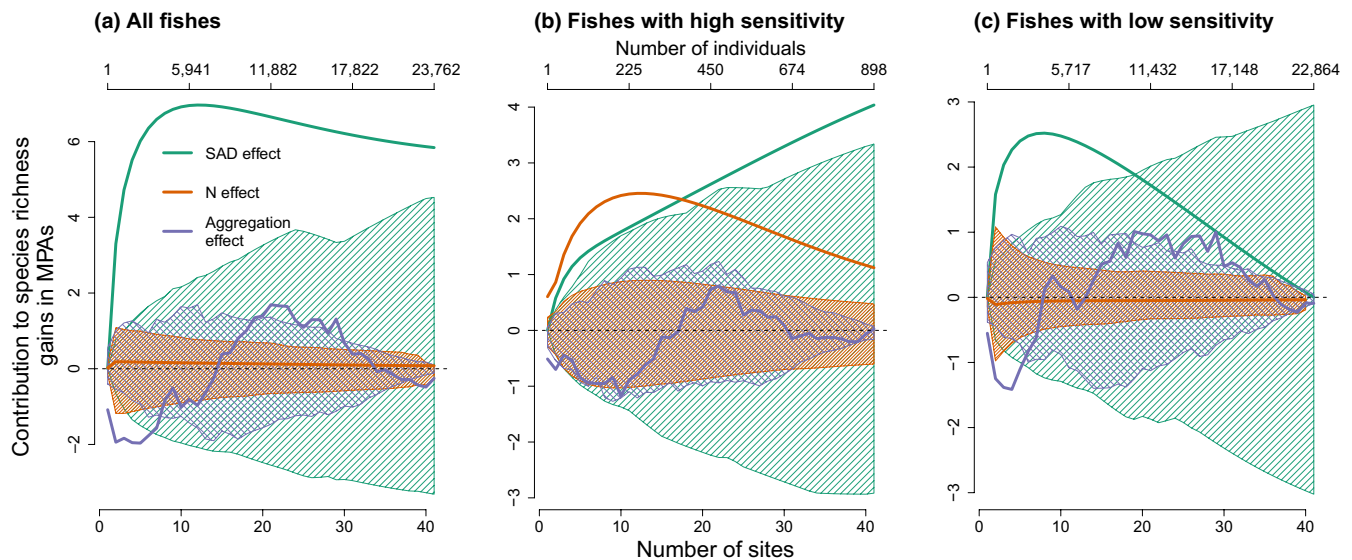 (a) All fishes
(b) Fishes with high sensitivity
(c) Fishes with low sensitivity
Number of individuals
1 5,941 11,882 17,822 23,762
1 225 450 674 898
1 5,717 11,432 17,148 22,864
Contribution to species richness
gains in MPAs
6
4
2
0
−2
SAD effect
N effect
Aggregation
effect
0 10 20 30 40
4
3
2
1
0
−1
−2
−3
0 10 20 30 40
3
2
1
0
−1
−2
−3
0 10 20 30 40
Number of sites